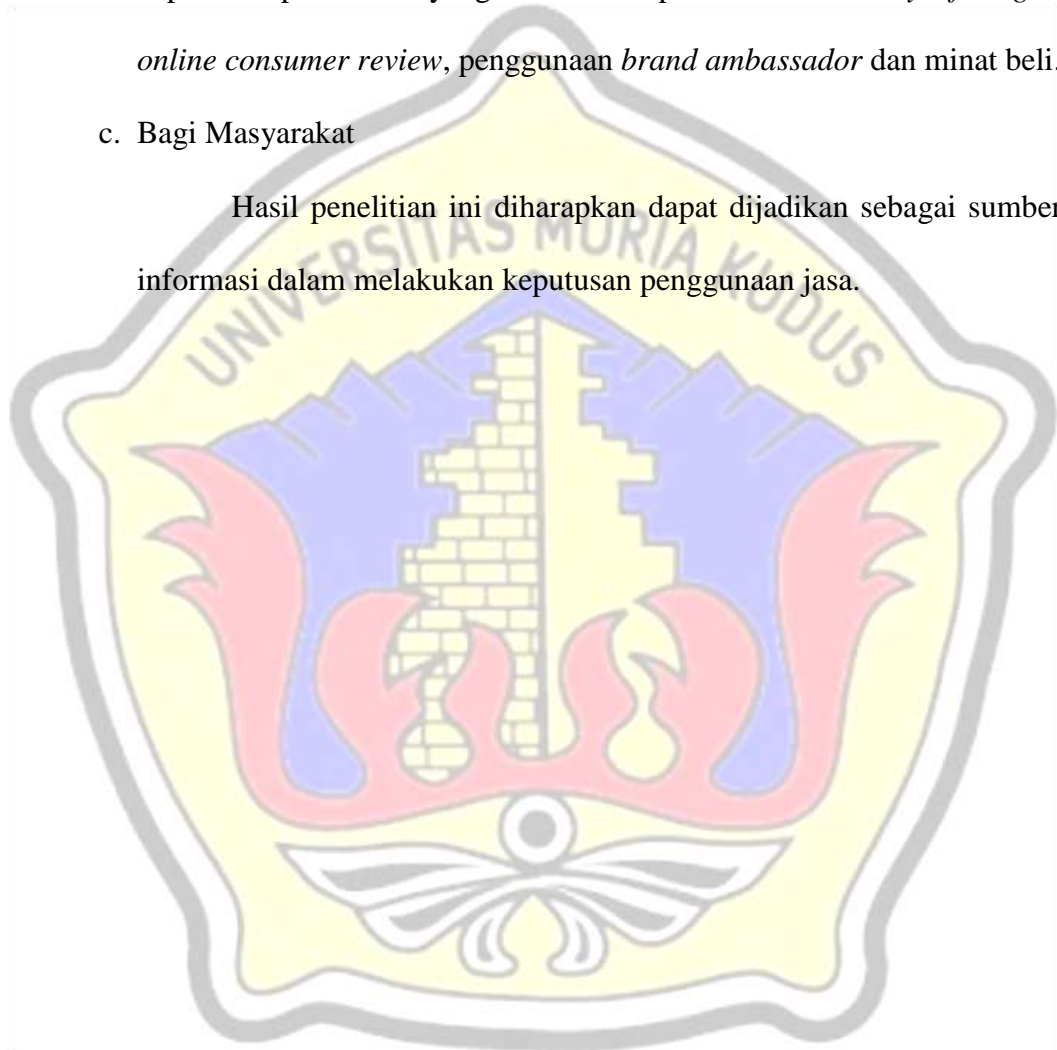 online consumer review, penggunaan brand ambassador dan minat beli.
c. Bagi Masyarakat
Hasil penelitian ini diharapkan dapat dijadikan sebagai sumber
informasi dalam melakukan keputusan penggunaan jasa.
UNIVERSITAS MURIA KUDUS